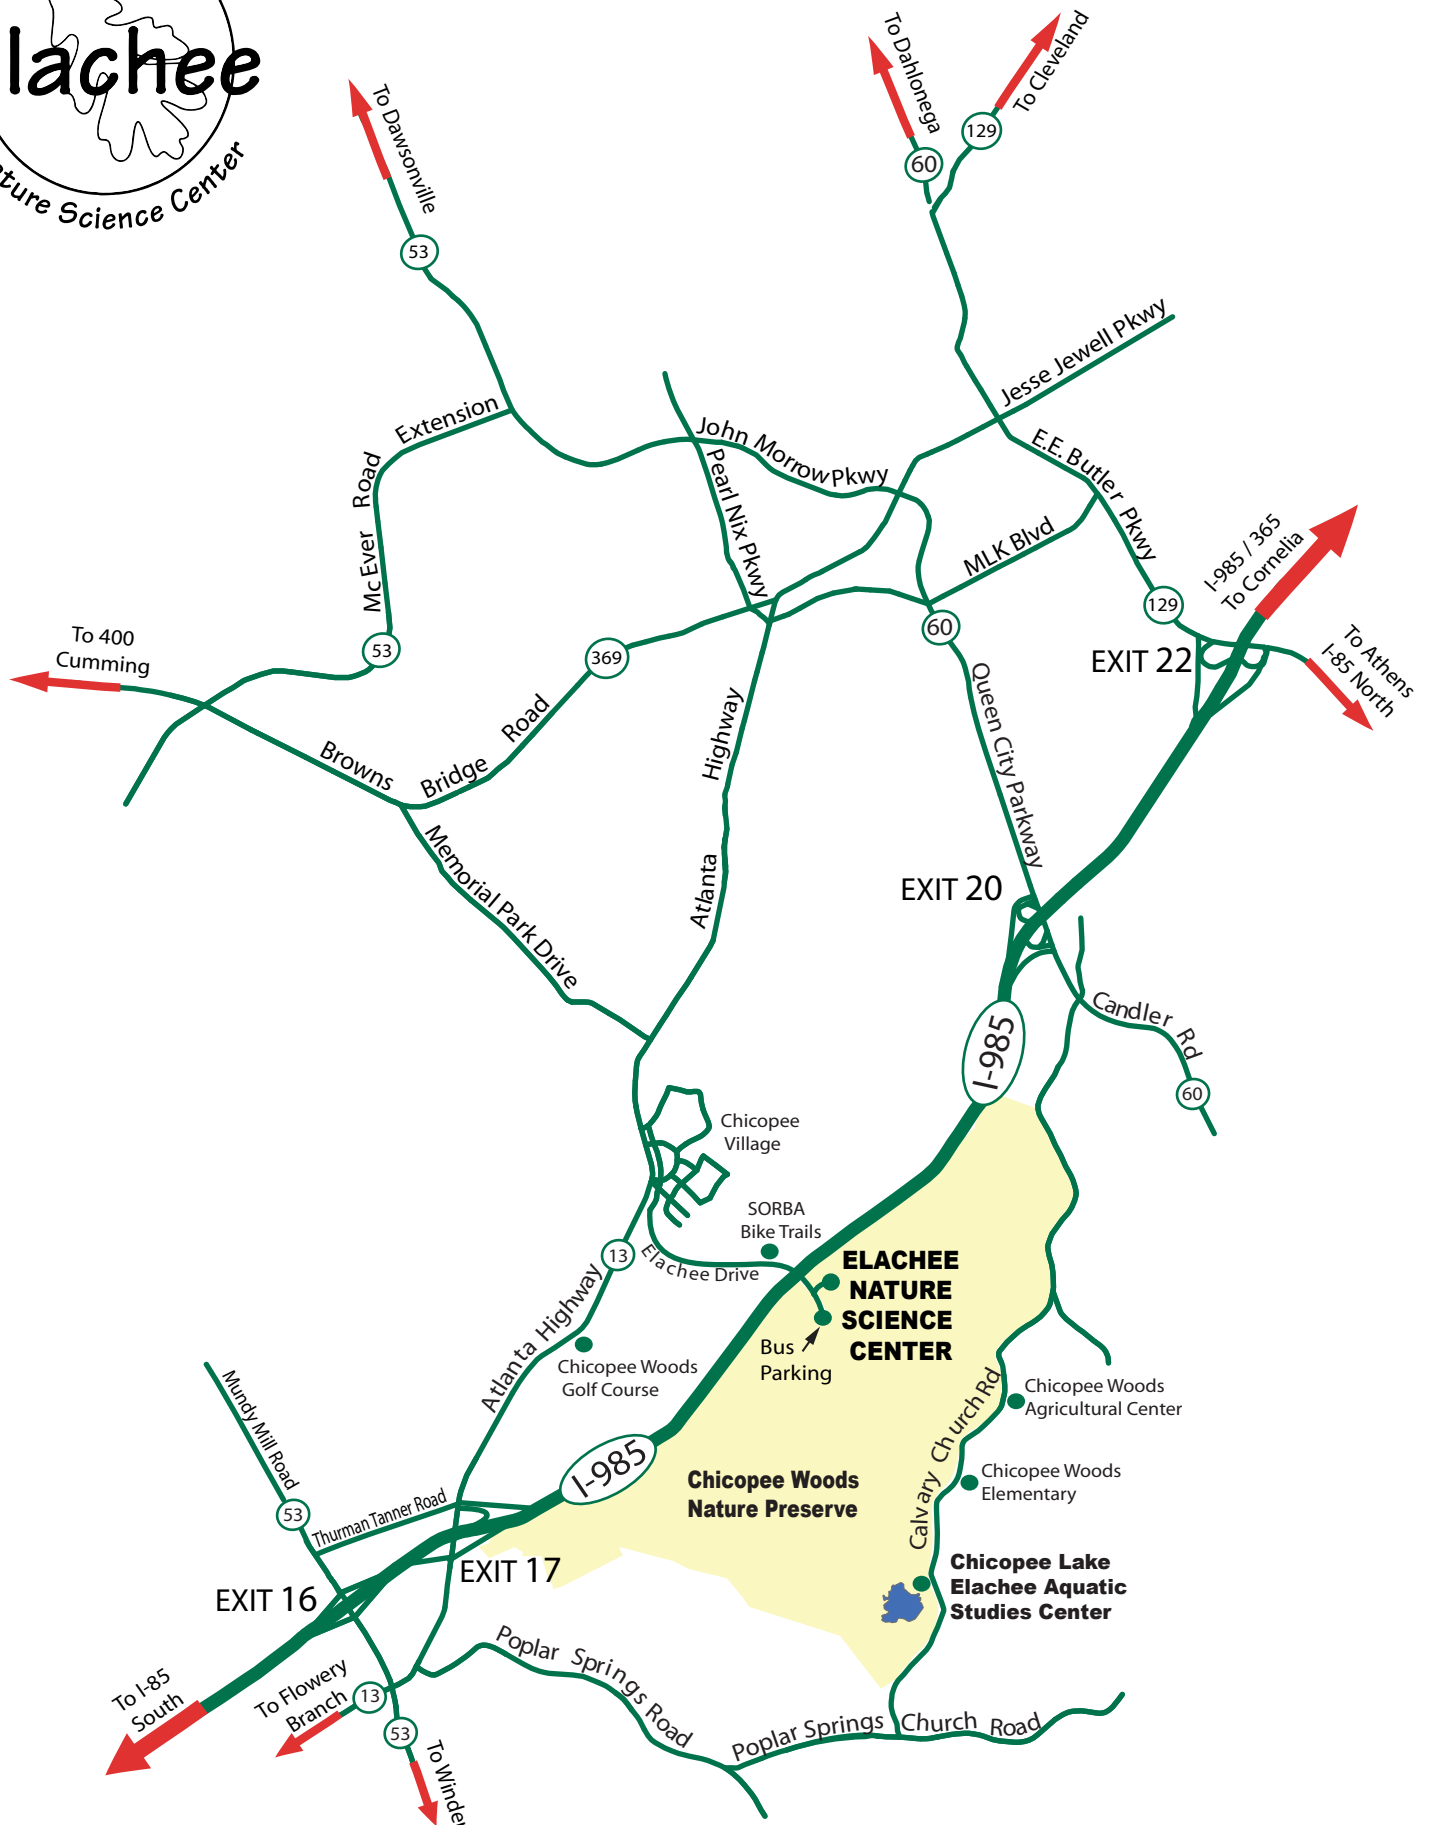 lachee
ture Science Center
To Dawsonville
To Dahlonega
To Cleveland
129
60
53
Jesse Jewell Pkwy
Extension
John Morrow Pkwy
E.E. Butler Pkwy
McEver Road
Pearl Nix Pkwy
MLK Blvd
I-985 / 365
To Cornelia
129
60
EXIT 22
To Athens
I-85 North
To 400
Cumming
53
369
Queen City Parkway
Browns Bridge Road
Atlanta Highway
Memorial Park Drive
EXIT 20
Candler Rd
I-985
60
Chicopee
Village
SORBA
Bike Trails
13
Elachee Drive
ELACHEE
NATURE
SCIENCE
CENTER
Bus
Parking
Atlanta Highway
Chicopee Woods
Golf Course
Mundy Mill Road
Calvary Church Rd
Chicopee Woods
Agricultural Center
I-985
Chicopee Woods
Nature Preserve
Chicopee Woods
Elementary
53
Thurman Tanner Road
EXIT 17
EXIT 16
Chicopee Lake
Elachee Aquatic
Studies Center
Poplar Springs Road
To I-85
South
To Flowery
Branch
13
53
Poplar Springs Church Road
To Winder